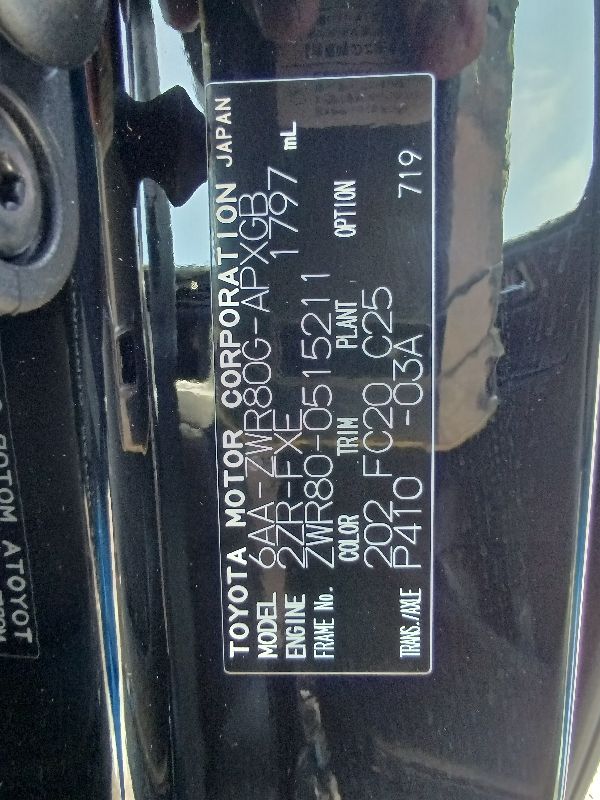 TOYOTA MOTOR CORPORATION JAPAN
MODEL 6AA-ZWR80G-APXGB
ENGINE 2ZR-FXE 1797 mL
FRAME No. ZWR80-0515211
COLOR TRIM PLANT OPTION
202 FC20 C25
TRANS./AXLE P410 -03A 719